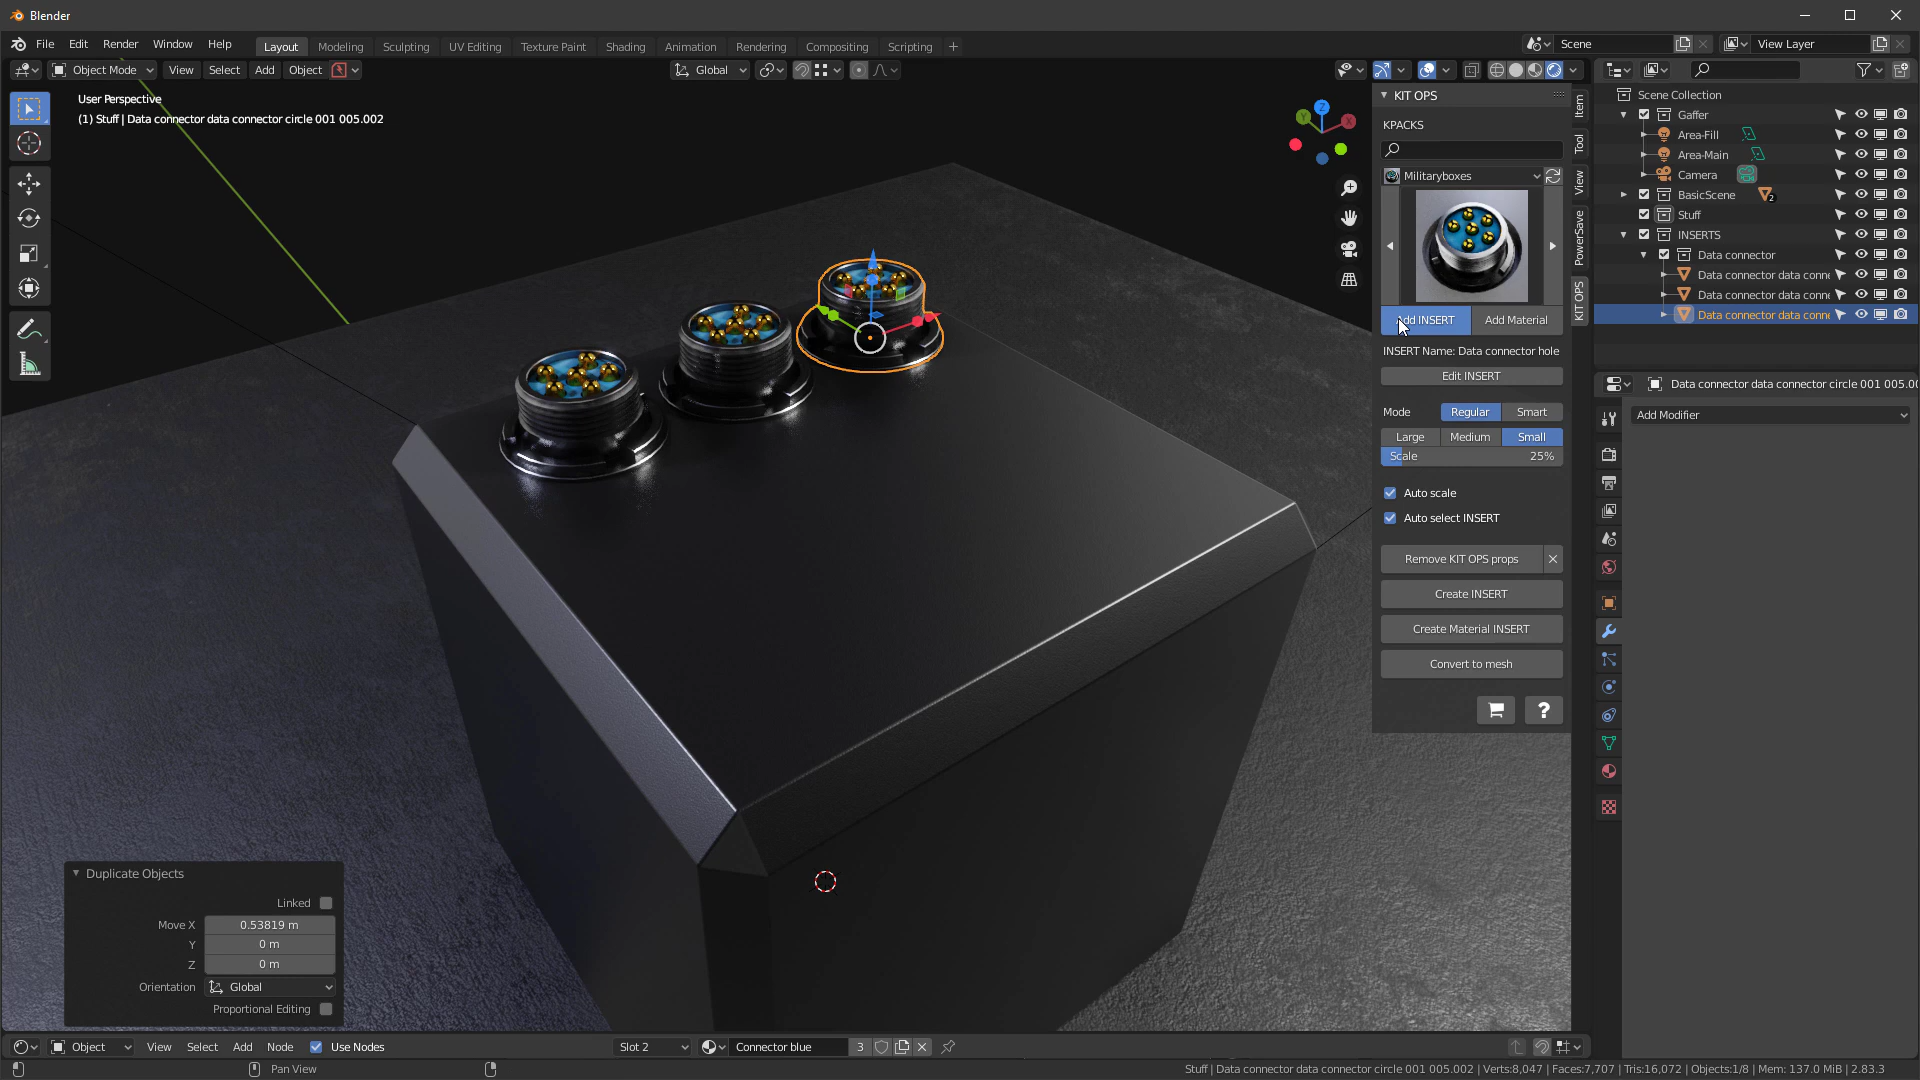 Blender
File Edit Render Window Help
Layout Modeling Sculpting UV Editing Texture Paint Shading Animation Rendering Compositing Scripting +
Scene
View Layer
Object Mode View Select Add Object
Global
User Perspective
(1) Stuff | Data connector data connector circle 001 005.002
Z
Y
X
KIT OPS
KPACKS
Militaryboxes
Add INSERT
Add Material
INSERT Name: Data connector hole
Edit INSERT
Mode Regular Smart
Large Medium Small
Scale 25%
Auto scale
Auto select INSERT
Remove KIT OPS props
Create INSERT
Create Material INSERT
Convert to mesh
?
Item
Tool
View
PowerSave
KIT OPS
Scene Collection
Gaffer
Area-Fill
Area-Main
Camera
BasicScene 2
Stuff
INSERTS
Data connector
Data connector data conne
Data connector data conne
Data connector data conne
Data connector data connector circle 001 005.0
Add Modifier
Duplicate Objects
Linked
Move X 0.53819 m
Y 0 m
Z 0 m
Orientation Global
Proportional Editing
Object View Select Add Node Use Nodes
Slot 2
Connector blue 3
Pan View
Stuff | Data connector data connector circle 001 005.002 | Verts:8,047 | Faces:7,707 | Tris:16,072 | Objects:1/8 | Mem: 137.0 MiB | 2.83.3